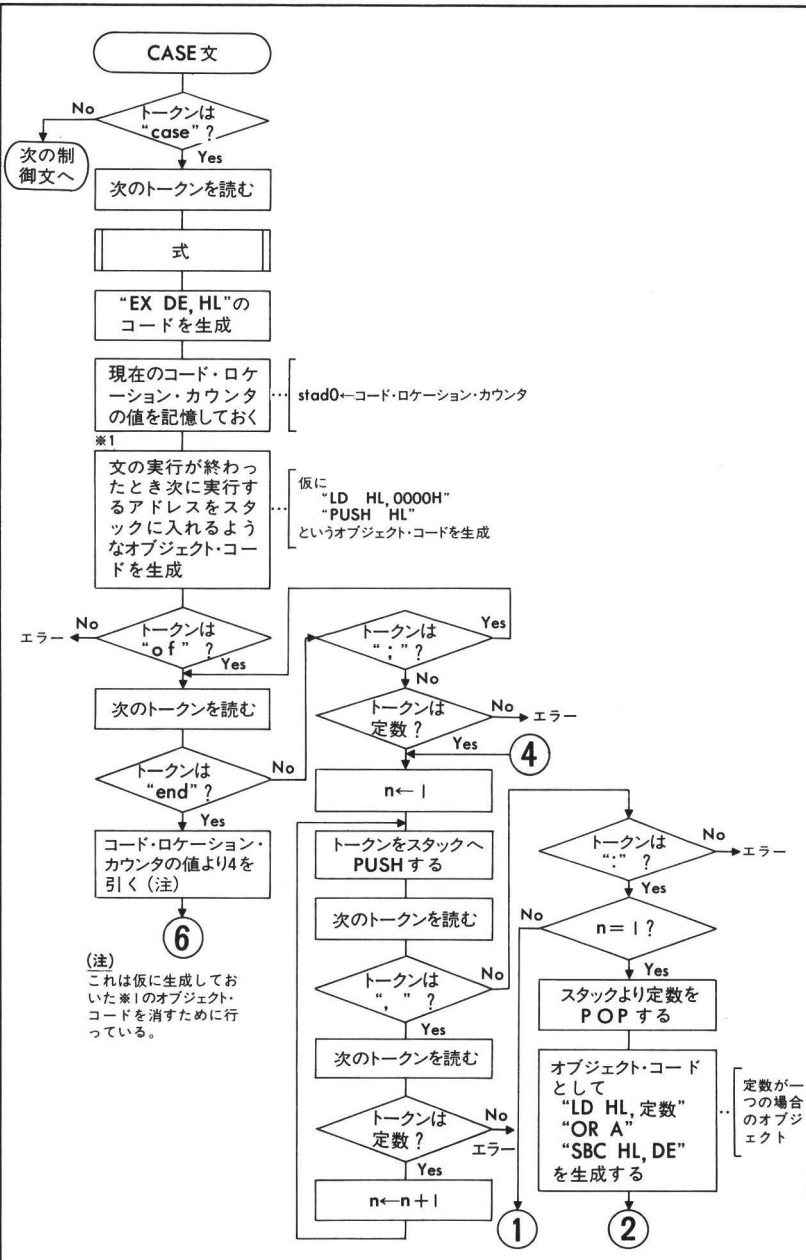 CASE文
No
トークンは
“case”?
Yes
次の制
御文へ
次のトークンを読む
式
“EX DE, HL”の
コードを生成
現在のコード・ロケ
ーション・カウンタ
の値を記憶しておく
stad0←コード・ロケーション・カウンタ
※1
文の実行が終わっ
たとき次に実行す
るアドレスをスタ
ックに入れるよう
なオブジェクト・コー
ドを生成
仮に
“LD HL, 0000H”
“PUSH HL”
というオブジェクト・コードを生成
エラー
No
トークンは
“of”?
Yes
次のトークンを読む
トークンは
“end”?
No
Yes
コード・ロケーション・
カウンタの値より4を
引く(注)
6
(注)
これは仮に生成してお
いた※1のオブジェクト・
コードを消すために行
っている。
トークンは
“;”?
Yes
No
トークンは
定数?
No
エラー
Yes
4
n←1
トークンをスタックへ
PUSHする
次のトークンを読む
トークンは
“, ”?
No
Yes
次のトークンを読む
トークンは
定数?
No
エラー
Yes
n←n+1
トークンは
“:”?
No
エラー
Yes
No
n=1?
Yes
スタックより定数を
POPする
オブジェクト・コード
として
“LD HL, 定数”
“OR A”
“SBC HL, DE”
を生成する
定数が一
つの場合
のオブジ
ェクト
1
2